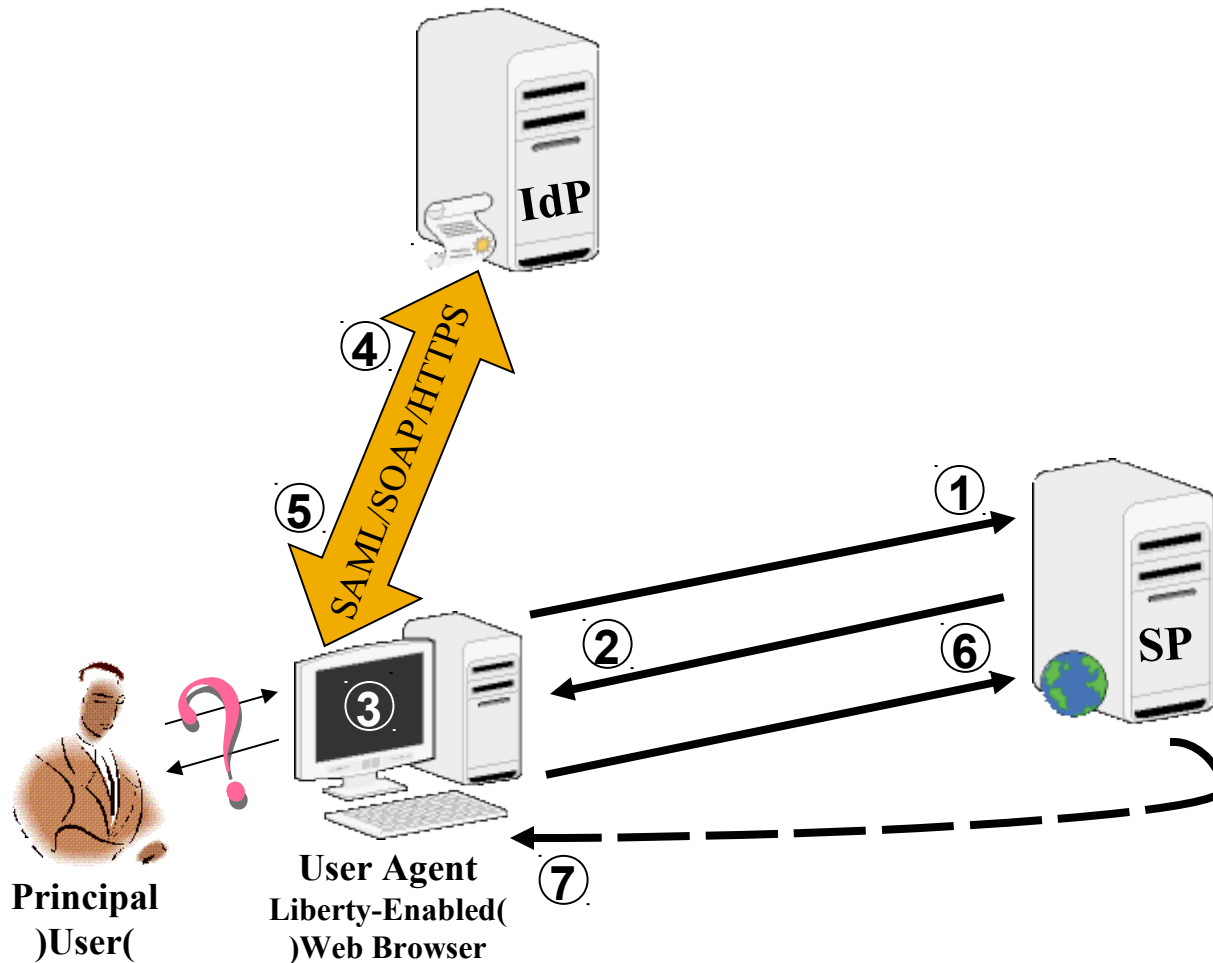 IdP
④
SAML/SOAP/HTTPS
⑤
①
②
⑥
SP
③
?
⑦
User Agent
Liberty-Enabled(
)Web Browser
Principal
)User(